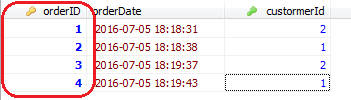 orderID orderDate custormerId
1 2016-07-05 18:18:31 2
2 2016-07-05 18:18:38 1
3 2016-07-05 18:19:37 2
4 2016-07-05 18:19:43 1